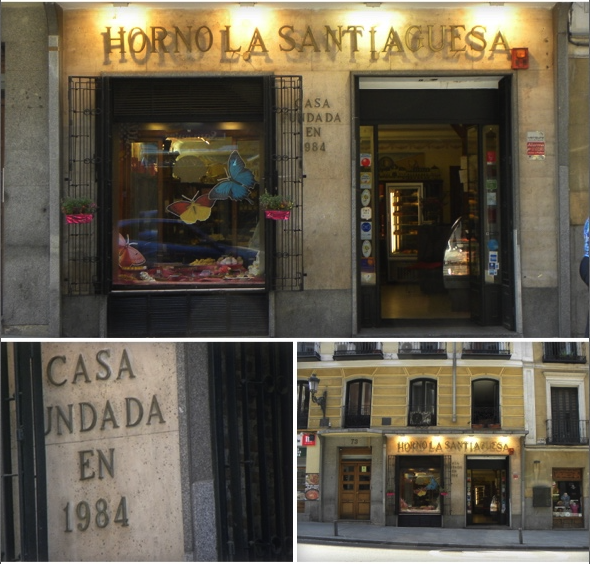 HORNO LA SANTIAGUESA
CASA
FUNDADA
EN
1984
CASA
UNDADA
EN
1984
HORNO LA SANTIAGUESA